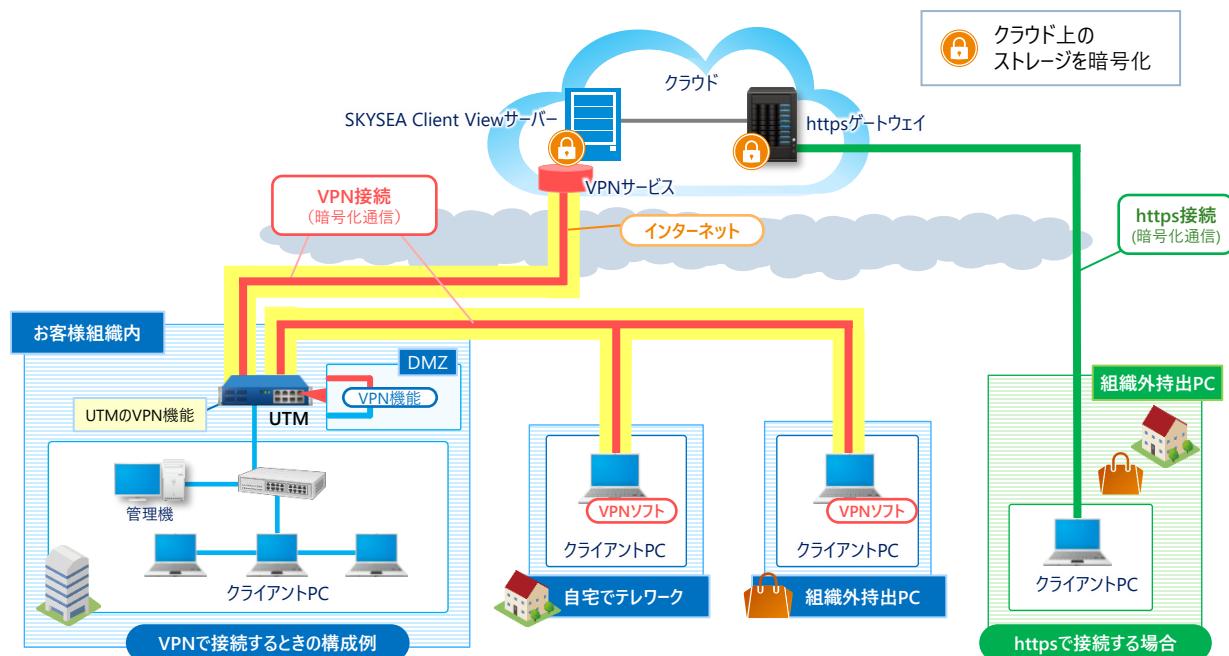 クラウド上の
ストレージを暗号化
クラウド
SKYSEA Client Viewサーバー
httpsゲートウェイ
VPNサービス
VPN接続
（暗号化通信）
インターネット
https接続
(暗号化通信)
お客様組織内
DMZ
VPN機能
UTMのVPN機能
UTM
管理機
クライアントPC
VPNで接続するときの構成例
VPNソフト
クライアントPC
自宅でテレワーク
VPNソフト
クライアントPC
組織外持出PC
組織外持出PC
クライアントPC
httpsで接続する場合